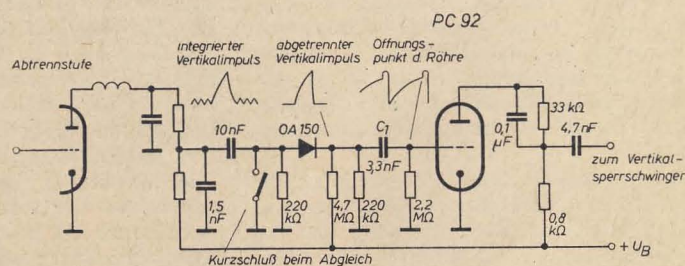 PC 92
Abtrennstufe
integrierter
Vertikalimpuls
abgetrennter
Vertikalimpuls
Öffnungs-
punkt d. Röhre
10nF
OA 150
C1
3,3nF
0,1
µF
33 kΩ
4,7 nF
zum Vertikal-
sperrschwinger
1,5
nF
220
kΩ
4,7
MΩ
220
kΩ
2,2
MΩ
0,8
kΩ
+ UB
Kurzschluß beim Abgleich